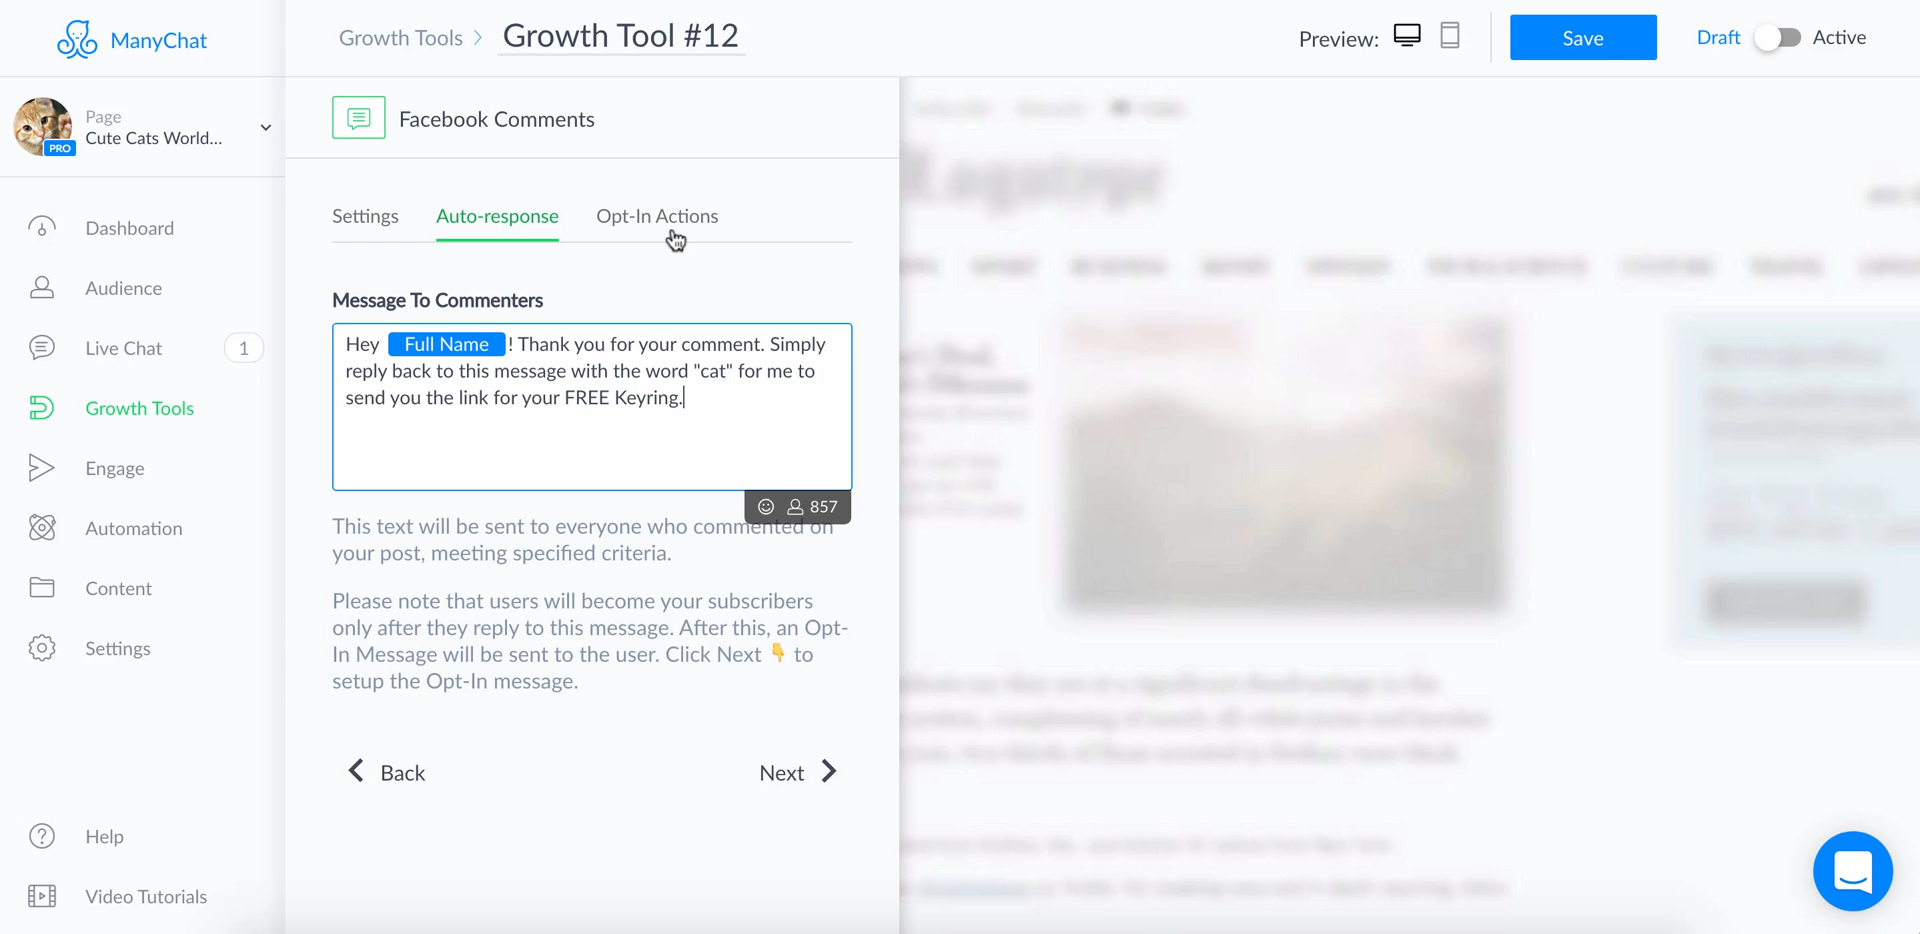 ManyChat
Growth Tools > Growth Tool #12
Preview:
Save
Draft
Active
Page
Cute Cats World...
PRO
Facebook Comments
Settings
Auto-response
Opt-In Actions
Dashboard
Audience
Live Chat 1
Growth Tools
Engage
Automation
Content
Settings
Help
Video Tutorials
Message To Commenters
Hey Full Name ! Thank you for your comment. Simply
reply back to this message with the word "cat" for me to
send you the link for your FREE Keyring.
857
This text will be sent to everyone who commented on
your post, meeting specified criteria.
Please note that users will become your subscribers
only after they reply to this message. After this, an Opt-
In Message will be sent to the user. Click Next 👇 to
setup the Opt-In message.
Back
Next